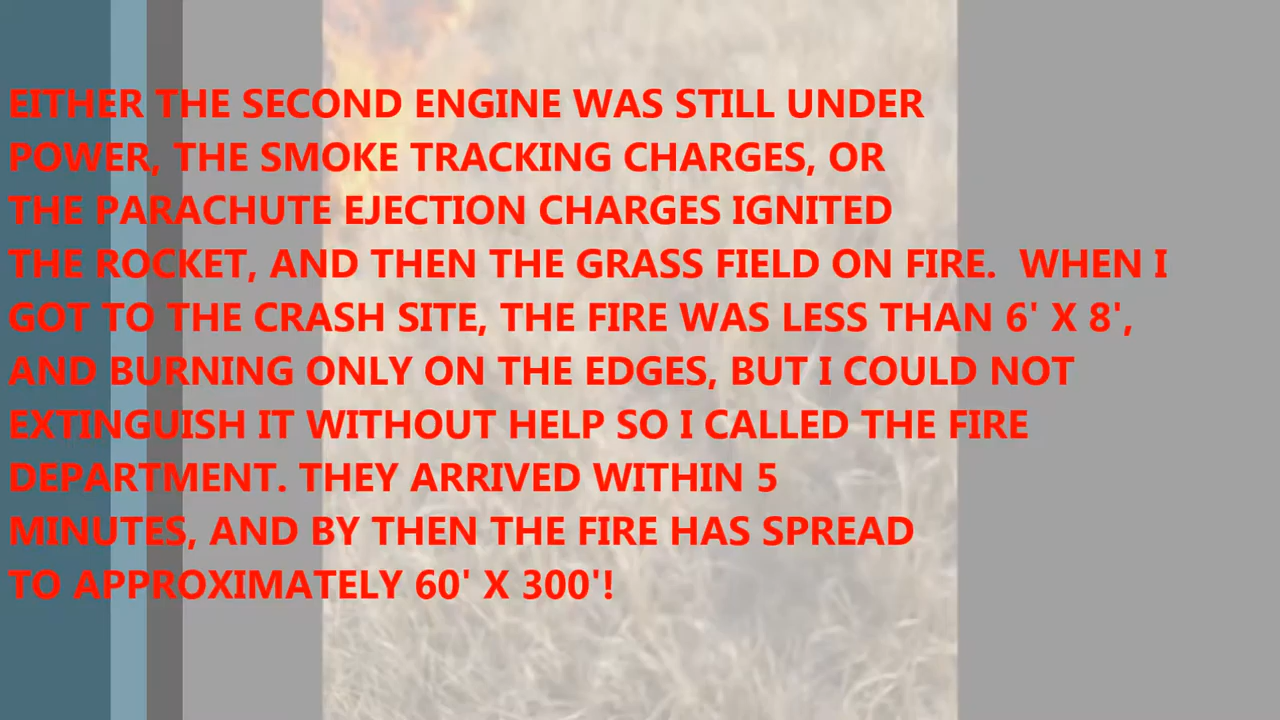 EITHER THE SECOND ENGINE WAS STILL UNDER
POWER, THE SMOKE TRACKING CHARGES, OR
THE PARACHUTE EJECTION CHARGES IGNITED
THE ROCKET, AND THEN THE GRASS FIELD ON FIRE.  WHEN I
GOT TO THE CRASH SITE, THE FIRE WAS LESS THAN 6' X 8',
AND BURNING ONLY ON THE EDGES, BUT I COULD NOT
EXTINGUISH IT WITHOUT HELP SO I CALLED THE FIRE
DEPARTMENT. THEY ARRIVED WITHIN 5
MINUTES, AND BY THEN THE FIRE HAS SPREAD
TO APPROXIMATELY 60' X 300'!